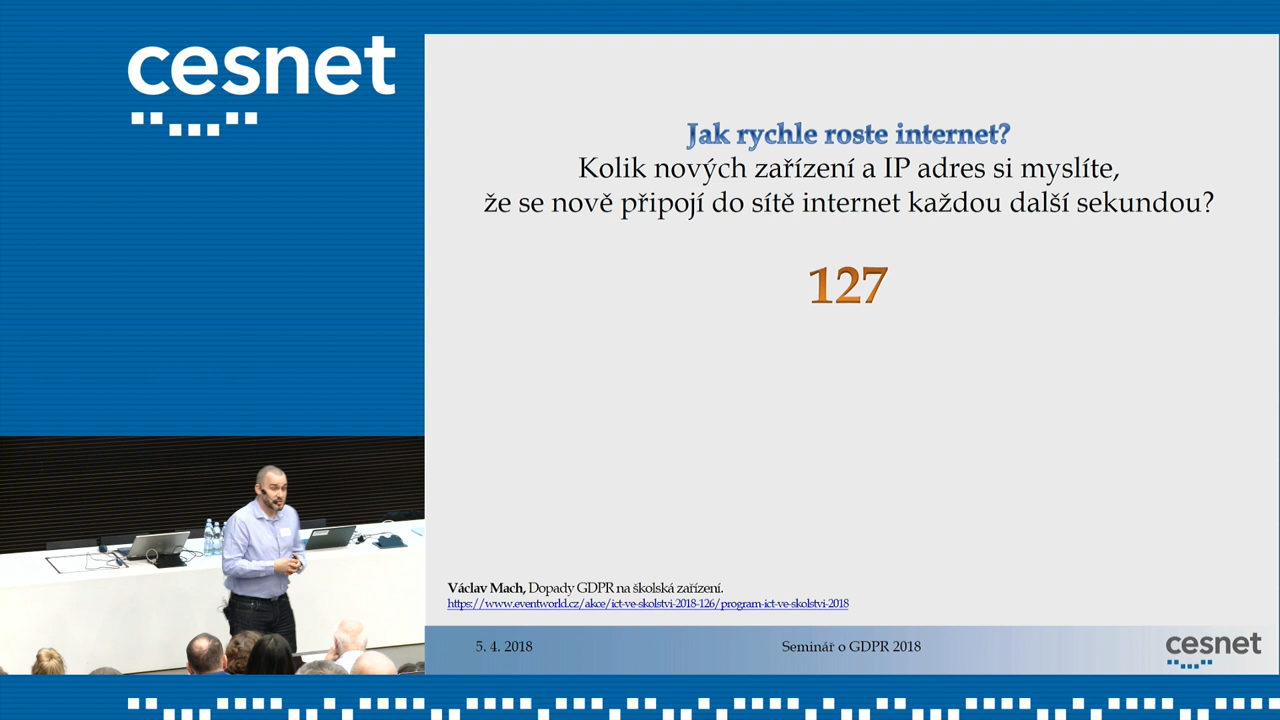 cesnet
Jak rychle roste internet?
Kolik nových zařízení a IP adres si myslíte,
že se nově připojí do sítě internet každou další sekundou?
127
Václav Mach, Dopady GDPR na školská zařízení.
https://www.eventworld.cz/akce/ict-ve-skolstvi-2018-126/program-ict-ve-skolstvi-2018
5. 4. 2018
Seminář o GDPR 2018
cesnet